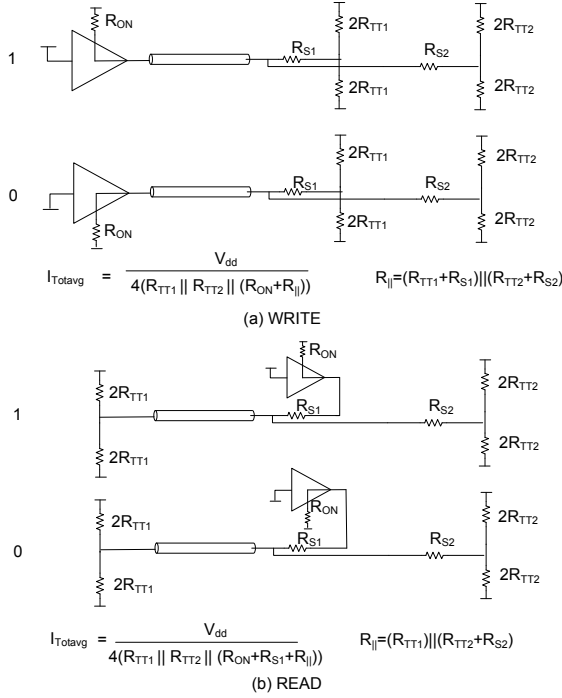 R_ON
2R_TT1
2R_TT2
1
R_S1
R_S2
2R_TT1
2R_TT2
2R_TT1
2R_TT2
0
R_S1
R_S2
R_ON
2R_TT1
2R_TT2
I_Totavg = V_dd / 4(R_TT1 || R_TT2 || (R_ON+R_||)) R_||=(R_TT1+R_S1)||(R_TT2+R_S2)
(a) WRITE
R_ON
2R_TT1
2R_TT2
1
R_S1
R_S2
2R_TT1
2R_TT2
2R_TT1
R_ON
2R_TT2
0
R_S1
R_S2
2R_TT1
2R_TT2
I_Totavg = V_dd / 4(R_TT1 || R_TT2 || (R_ON+R_S1+R_||)) R_||=(R_TT1)||(R_TT2+R_S2)
(b) READ